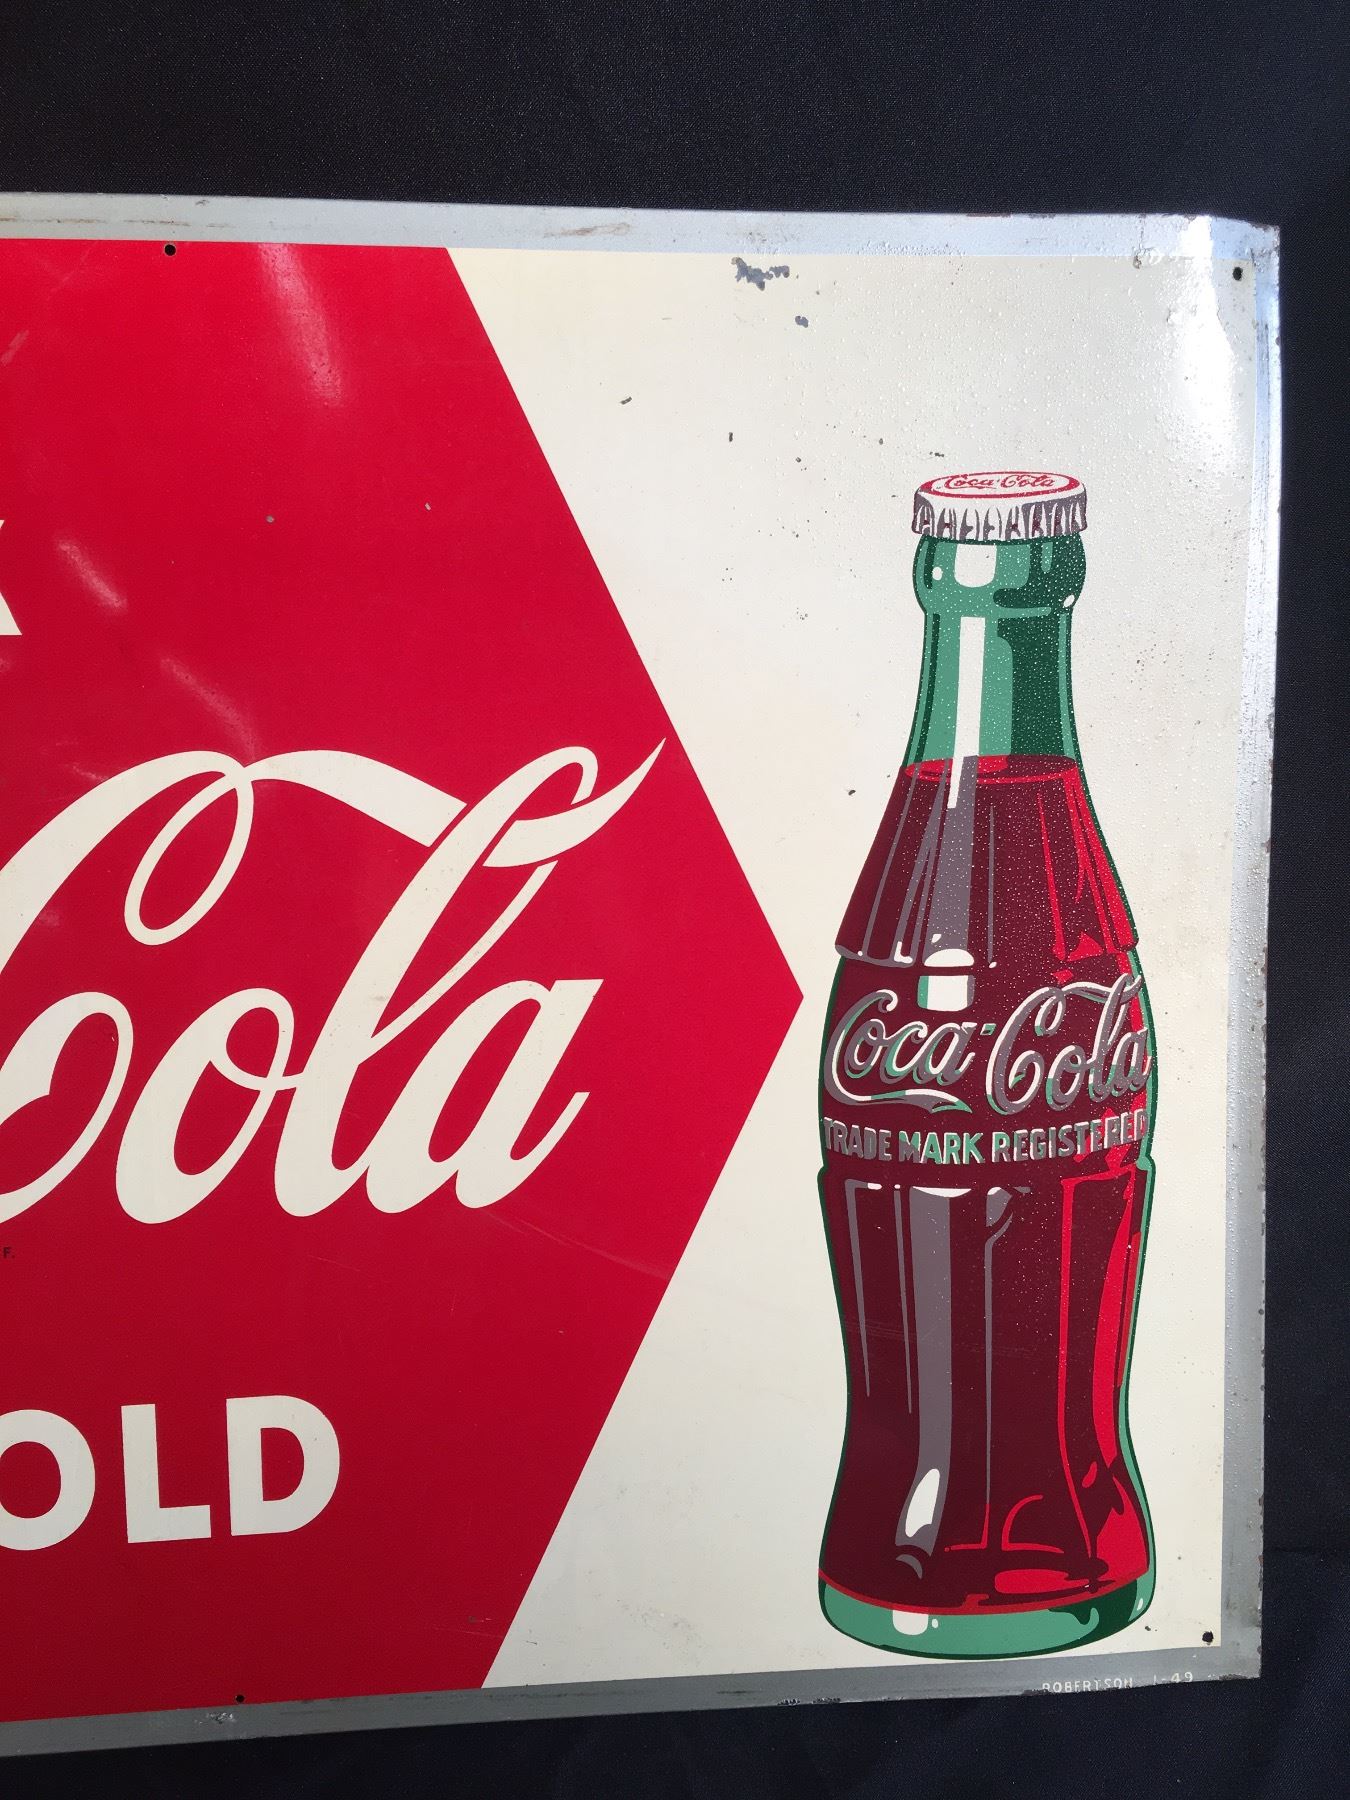 K
Coca-Cola
Cola
Coca-Cola
TRADE MARK REGISTERED
F.
OLD
ROBERTSON 1-49